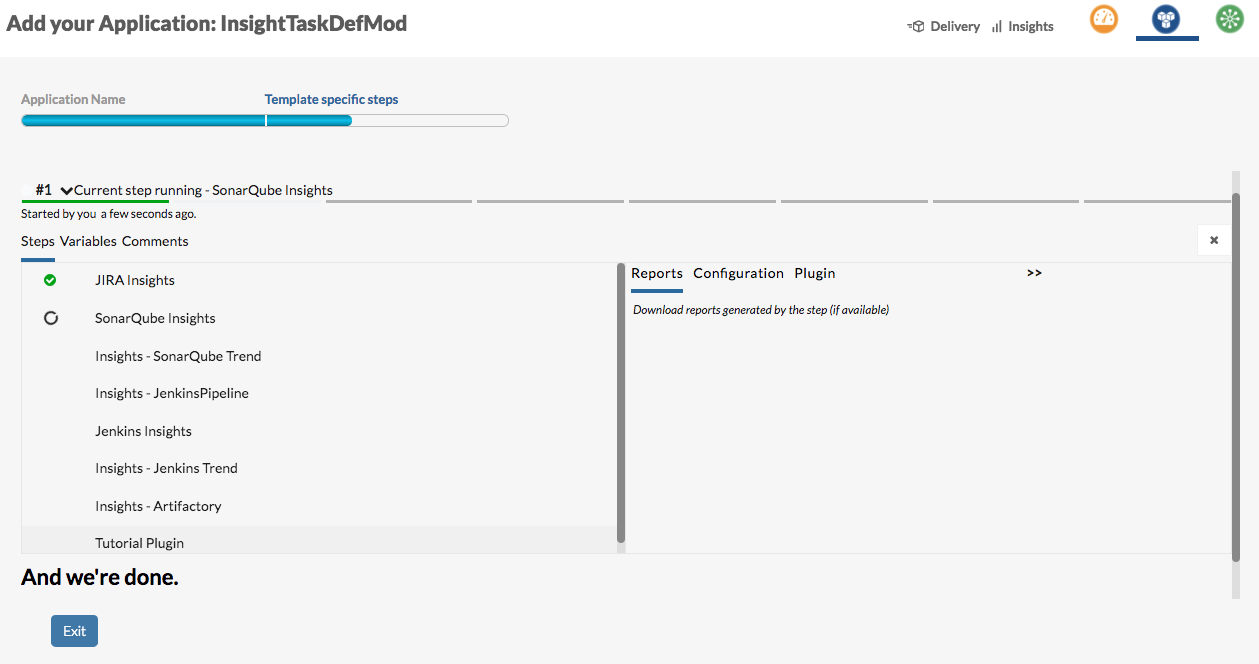 Add your Application: InsightTaskDefMod
Delivery Insights
Application Name Template specific steps
#1 Current step running - SonarQube Insights
Started by you a few seconds ago.
Steps Variables Comments
JIRA Insights
SonarQube Insights
Insights - SonarQube Trend
Insights - JenkinsPipeline
Jenkins Insights
Insights - Jenkins Trend
Insights - Artifactory
Tutorial Plugin
Reports Configuration Plugin >>
Download reports generated by the step (if available)
And we're done.
Exit